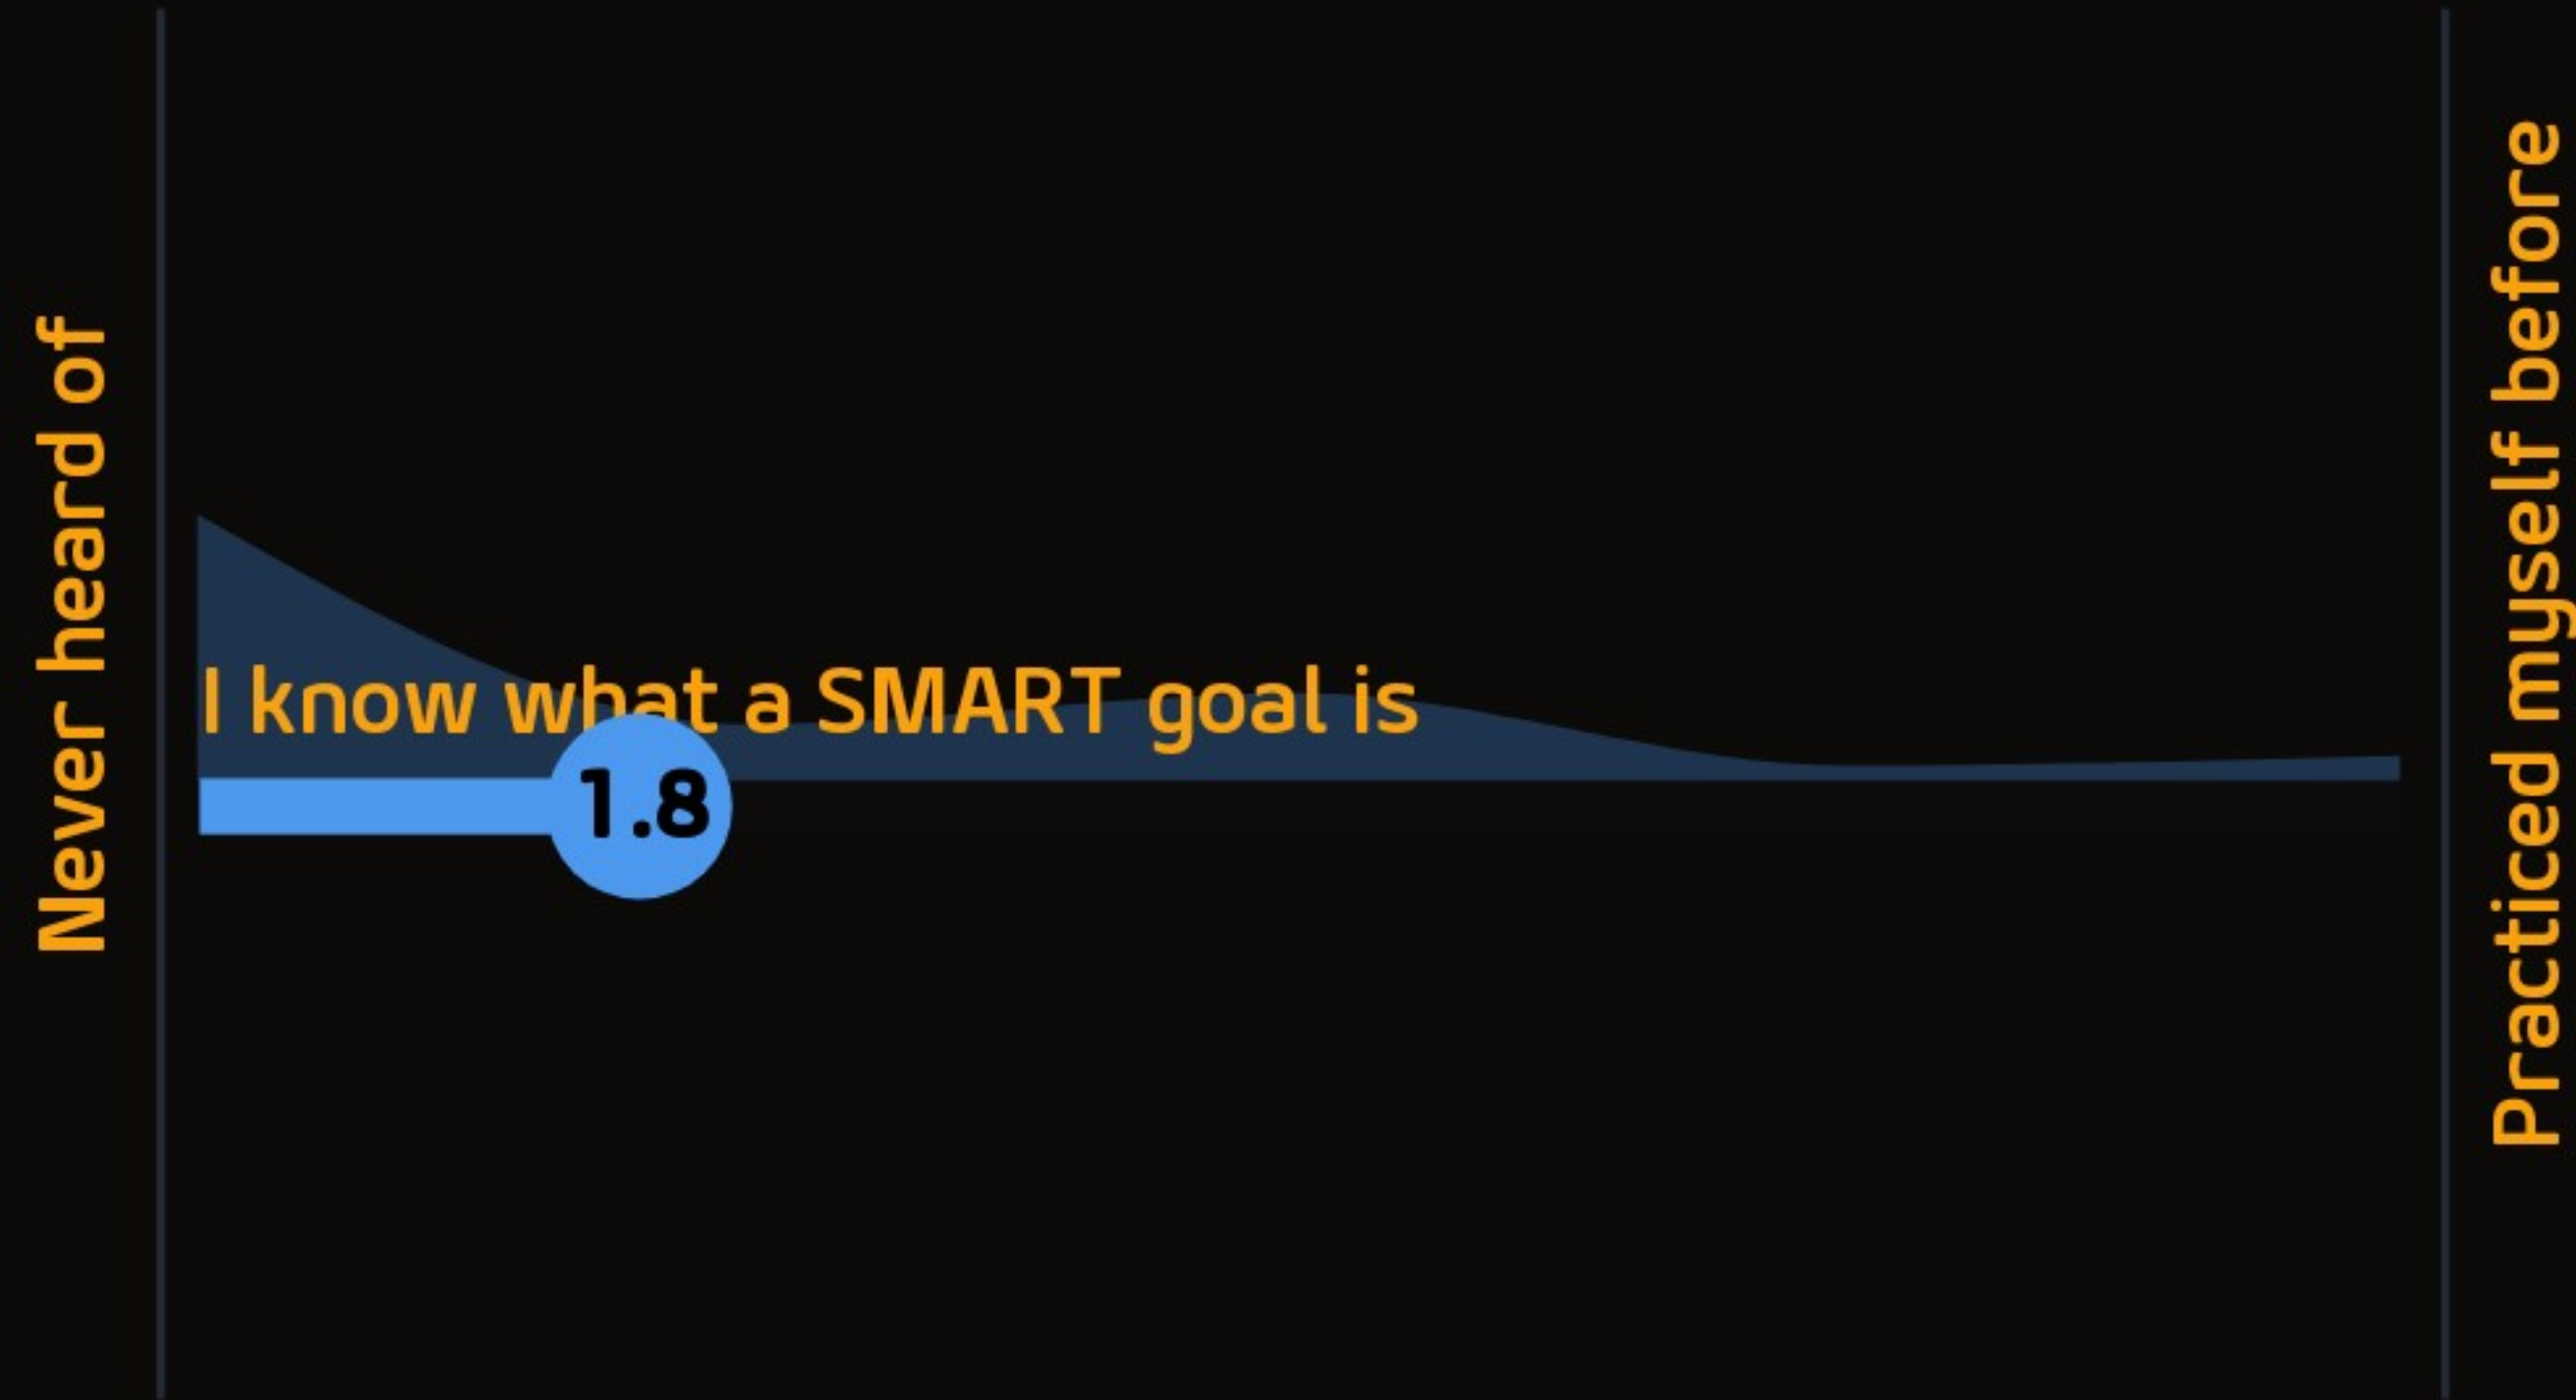 Never heard of
I know what a SMART goal is
1.8
Practiced myself before